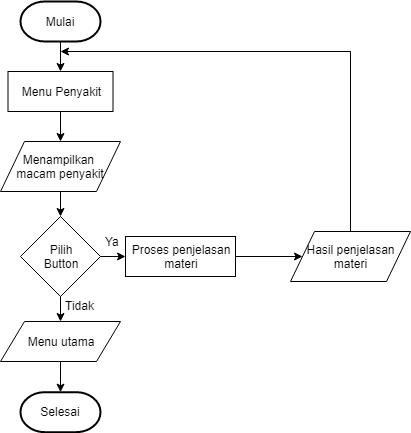 Mulai
Menu Penyakit
Menampilkan
macam penyakit
Pilih
Button
Ya
Proses penjelasan
materi
Hasil penjelasan
materi
Tidak
Menu utama
Selesai